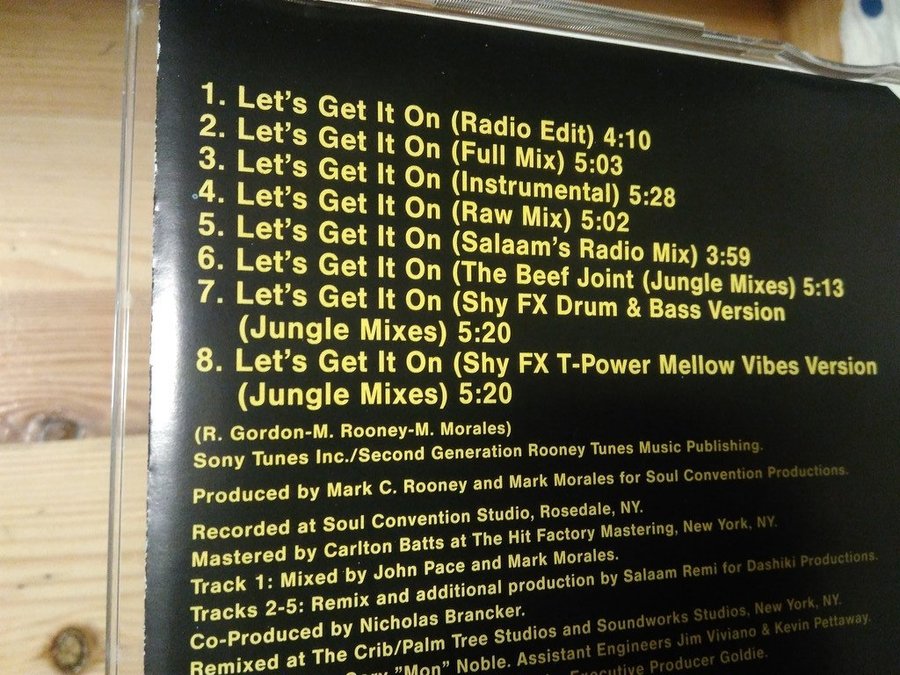 1. Let's Get It On (Radio Edit) 4:10
2. Let's Get It On (Full Mix) 5:03
3. Let's Get It On (Instrumental) 5:28
4. Let's Get It On (Raw Mix) 5:02
5. Let's Get It On (Salaam's Radio Mix) 3:59
6. Let's Get It On (The Beef Joint (Jungle Mixes) 5:13
7. Let's Get It On (Shy FX Drum & Bass Version
(Jungle Mixes) 5:20
8. Let's Get It On (Shy FX T-Power Mellow Vibes Version
(Jungle Mixes) 5:20
(R. Gordon-M. Rooney-M. Morales)
Sony Tunes Inc./Second Generation Rooney Tunes Music Publishing.
Produced by Mark C. Rooney and Mark Morales for Soul Convention Productions.
Recorded at Soul Convention Studio, Rosedale, NY.
Mastered by Carlton Batts at The Hit Factory Mastering, New York, NY.
Track 1: Mixed by John Pace and Mark Morales.
Tracks 2-5: Remix and additional production by Salaam Remi for Dashiki Productions.
Co-Produced by Nicholas Brancker.
Remixed at The Crib/Palm Tree Studios and Soundworks Studios, New York, NY.
Gary "Mon" Noble. Assistant Engineers Jim Viviano & Kevin Pettaway.
Executive Producer Goldie.